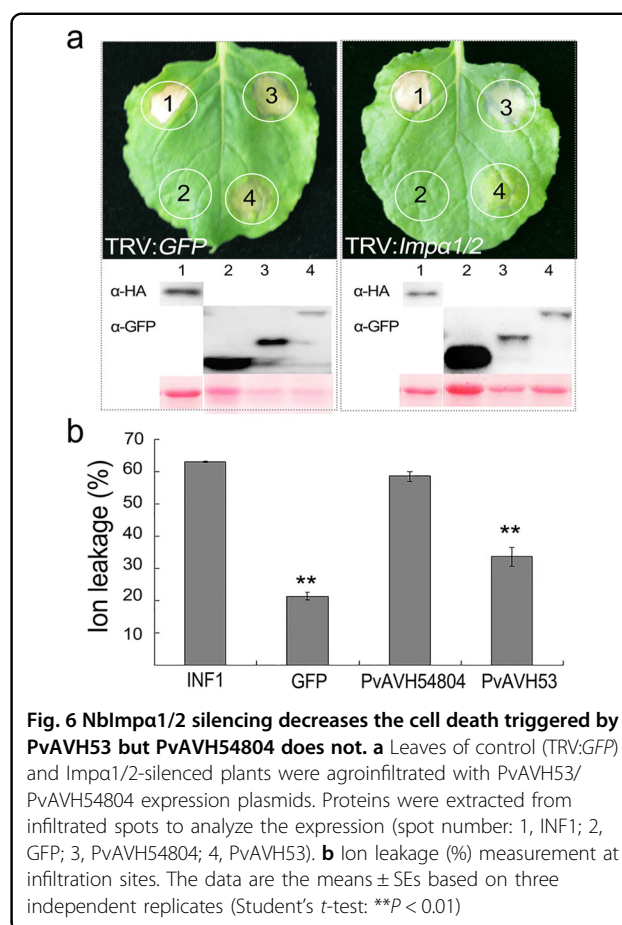 a
1
3
2
4
TRV:GFP
1
3
2
4
TRV:Impα1/2
1 2 3 4
α-HA
α-GFP
1 2 3 4
α-HA
α-GFP
b
Ion leakage (%)
70
60
50
40
30
20
10
**
**
INF1 GFP PvAVH54804 PvAVH53
Fig. 6 NbImpα1/2 silencing decreases the cell death triggered by
PvAVH53 but PvAVH54804 does not. a Leaves of control (TRV:GFP)
and Impα1/2-silenced plants were agroinfiltrated with PvAVH53/
PvAVH54804 expression plasmids. Proteins were extracted from
infiltrated spots to analyze the expression (spot number: 1, INF1; 2,
GFP; 3, PvAVH54804; 4, PvAVH53). b Ion leakage (%) measurement at
infiltration sites. The data are the means ± SEs based on three
independent replicates (Student's t-test: **P < 0.01)